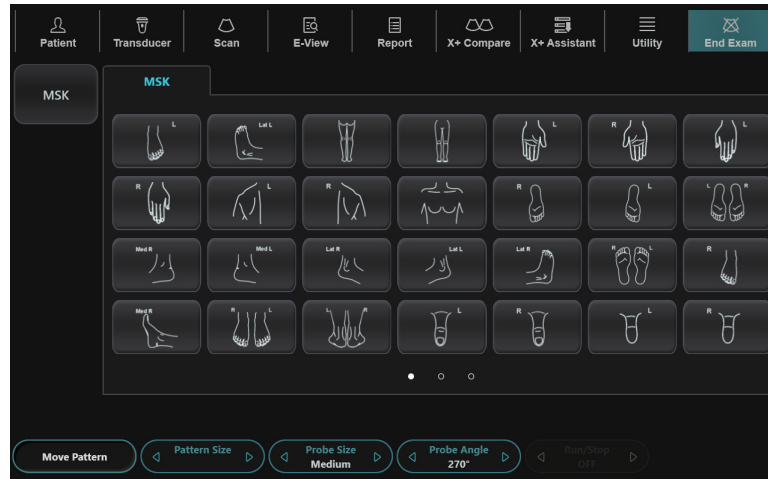 Patient
Transducer
Scan
E-View
Report
X+ Compare
X+ Assistant
Utility
End Exam
MSK
MSK
L
Lat L
L
R
L
R
L
R
R
L
L R
Med R
Med L
Lat R
Lat L
Lat R
R L
R
Med R
R L
L R
L
R
L
R
Move Pattern
Pattern Size
Probe Size
Medium
Probe Angle
270°
Run/Stop
OFF